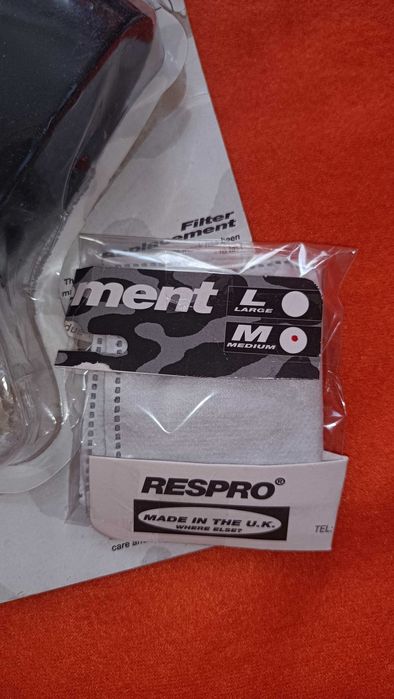 Filter
ment
L
LARGE
M
MEDIUM
RESPRO®
MADE IN THE U.K.
WHERE ELSE?
TEL:
care